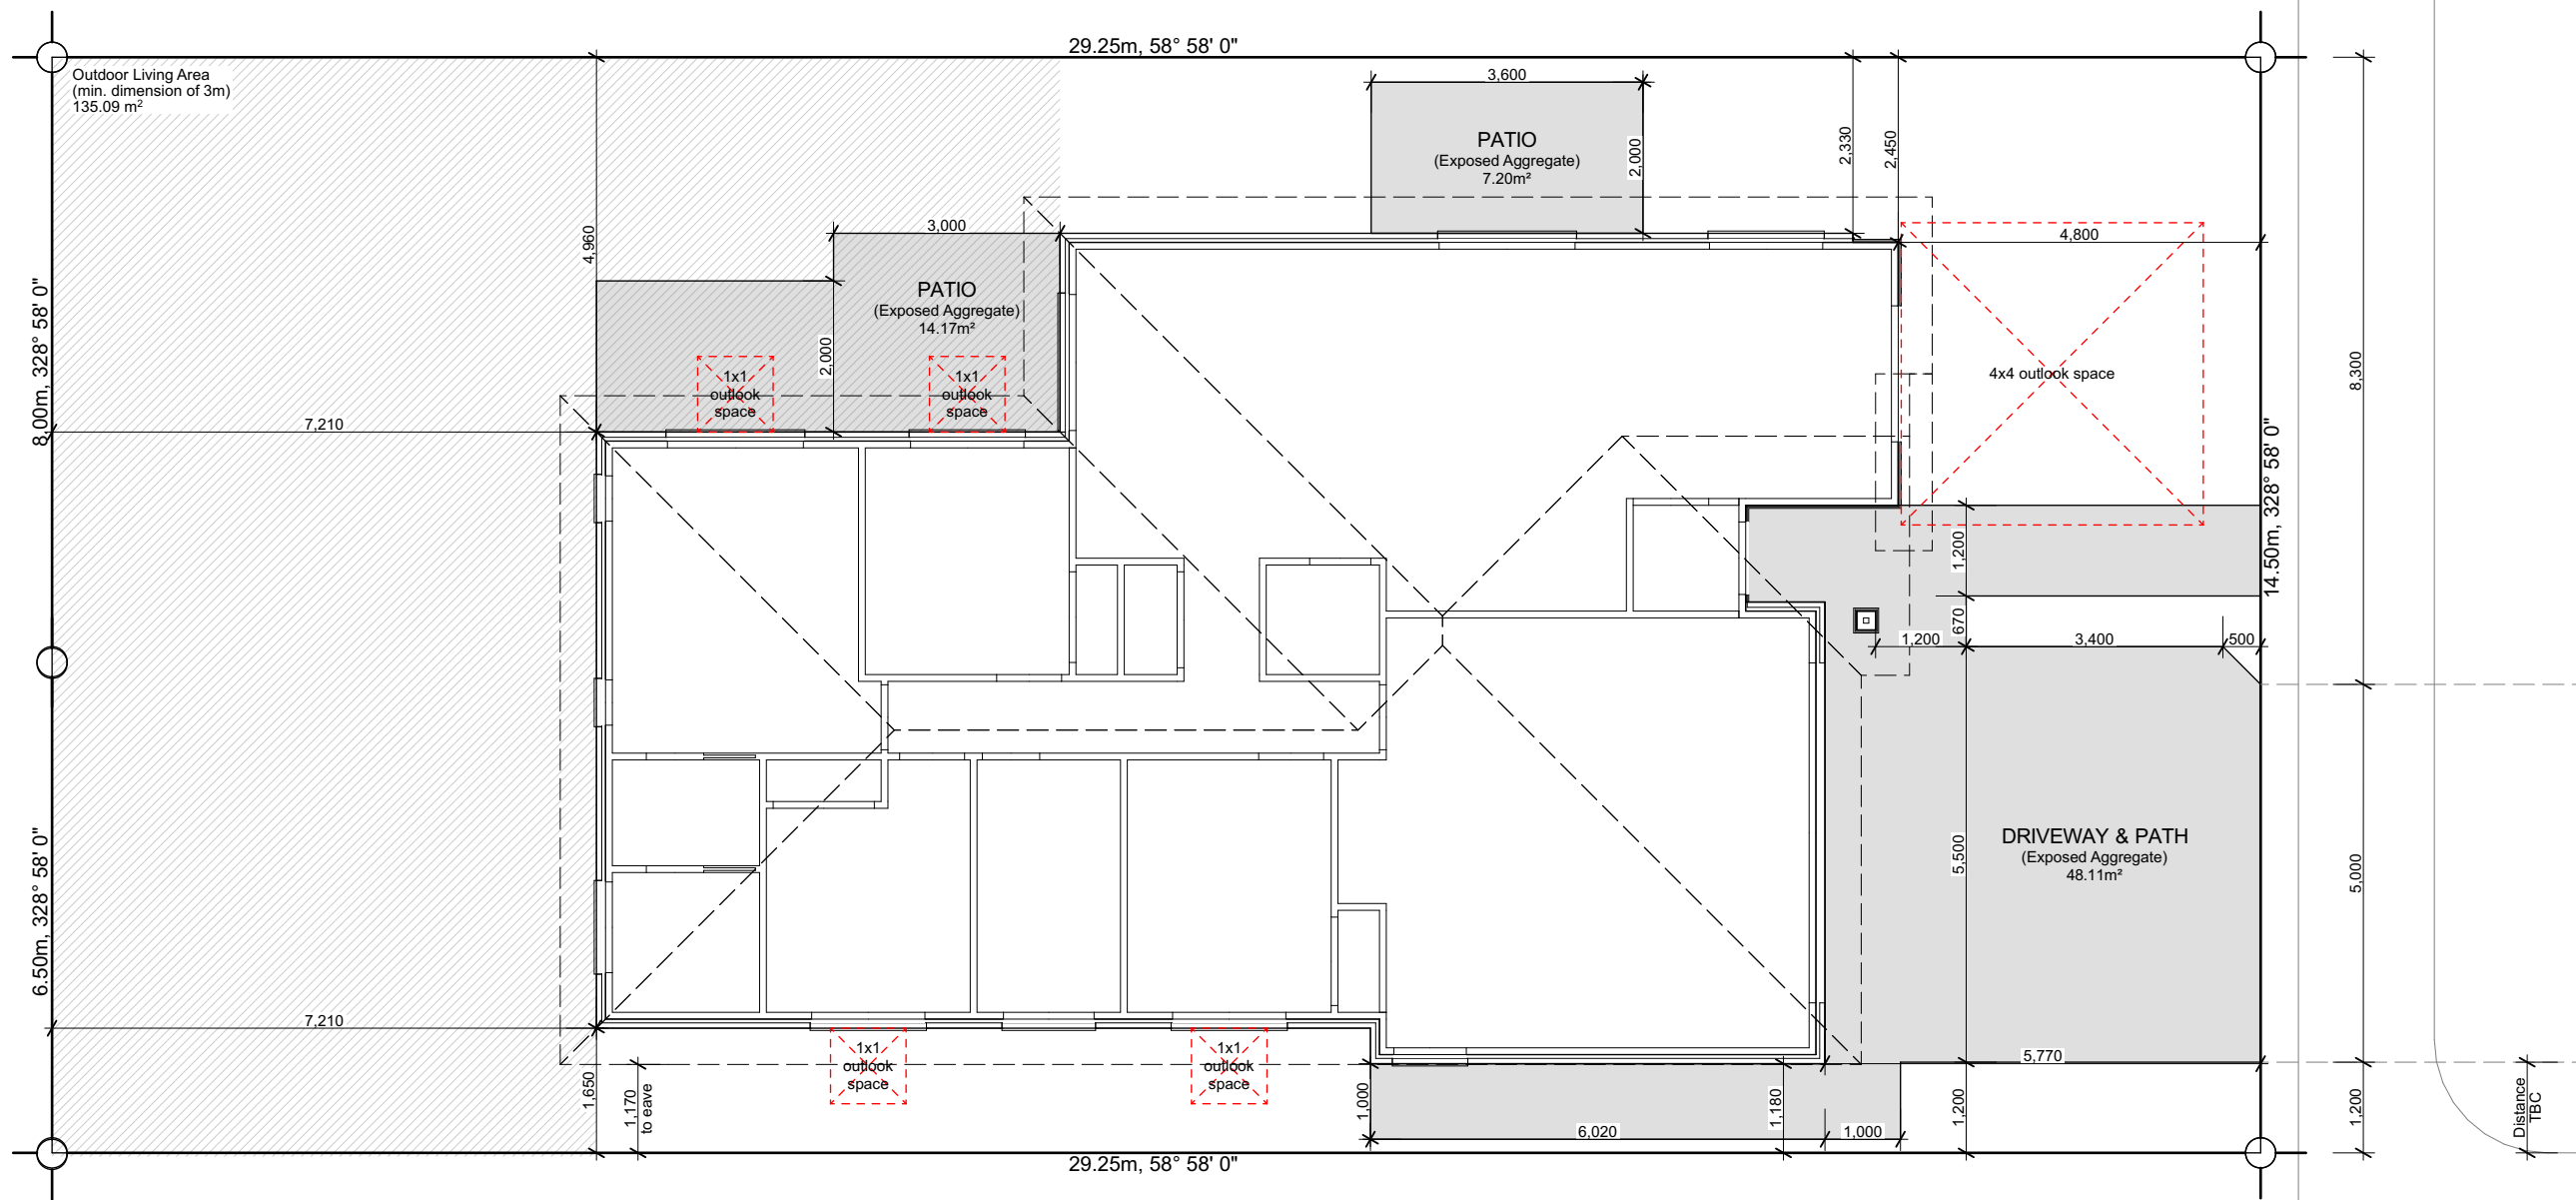 29.25m, 58° 58' 0"
Outdoor Living Area
(min. dimension of 3m)
135.09 m²
3,600
PATIO
(Exposed Aggregate)
7.20m²
2,000
2,330
2,450
4,960
3,000
4,800
PATIO
(Exposed Aggregate)
14.17m²
2,000
1x1
outlook
space
1x1
outlook
space
4x4 outlook space
8,300
8.00m, 328° 58' 0"
7,210
14.50m, 328° 58' 0"
1,200
670
1,200
3,400
500
DRIVEWAY & PATH
(Exposed Aggregate)
48.11m²
5,500
5,000
6.50m, 328° 58' 0"
7,210
1x1
outlook
space
1x1
outlook
space
5,770
1,650
1,170
to eave
1,000
1,180
1,200
1,200
Distance
TBC
6,020
1,000
29.25m, 58° 58' 0"